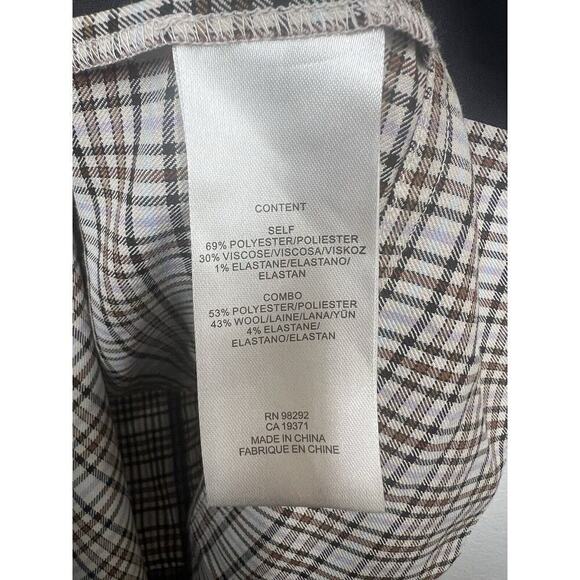 CONTENT
SELF
69% POLYESTER/POLIESTER
30% VISCOSE/VISCOSA/VISKOZ
1% ELASTANE/ELASTANO/
ELASTAN
COMBO
53% POLYESTER/POLIESTER
43% WOOL/LAINE/LANA/YÜN
4% ELASTANE/
ELASTANO/ELASTAN
RN 98292
CA 19371
MADE IN CHINA
FABRIQUE EN CHINE